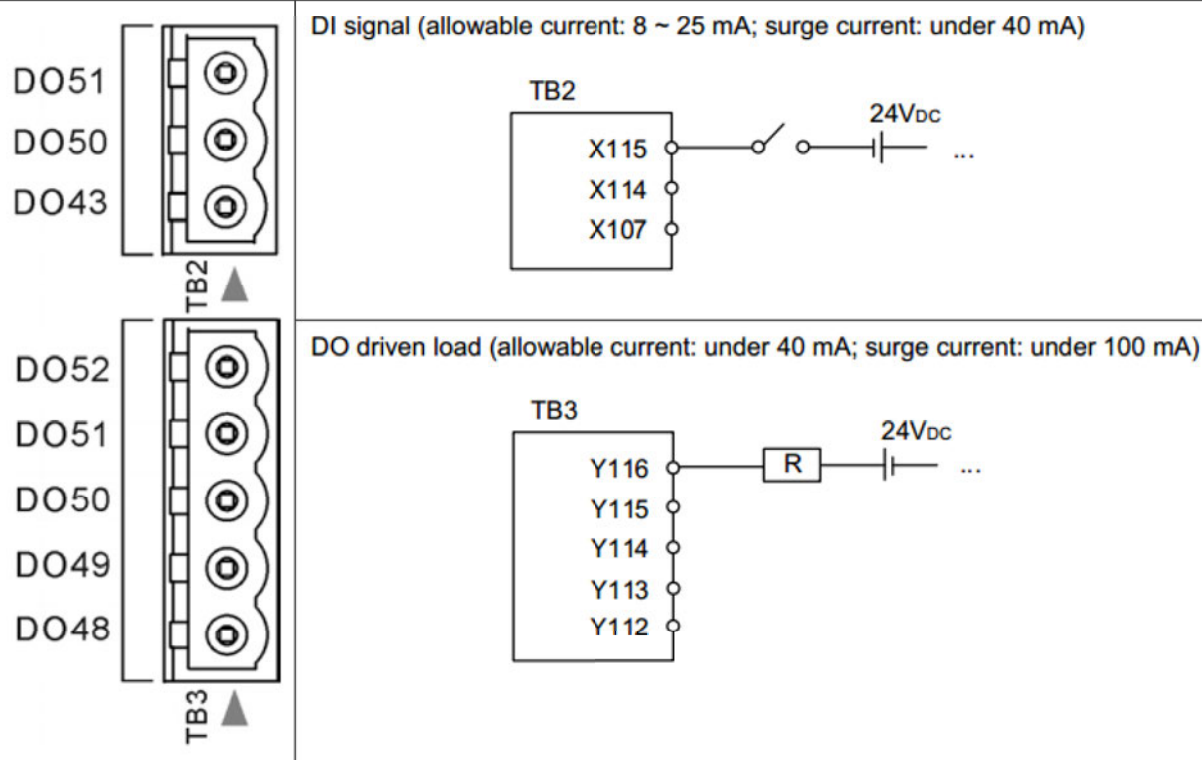 DI signal (allowable current: 8 ~ 25 mA; surge current: under 40 mA)
DO51
DO50
DO43
TB2
TB2
24VDC
X115
X114
X107
...
DO driven load (allowable current: under 40 mA; surge current: under 100 mA)
DO52
DO51
DO50
DO49
DO48
TB3
TB3
24VDC
Y116
R
Y115
Y114
Y113
Y112
...